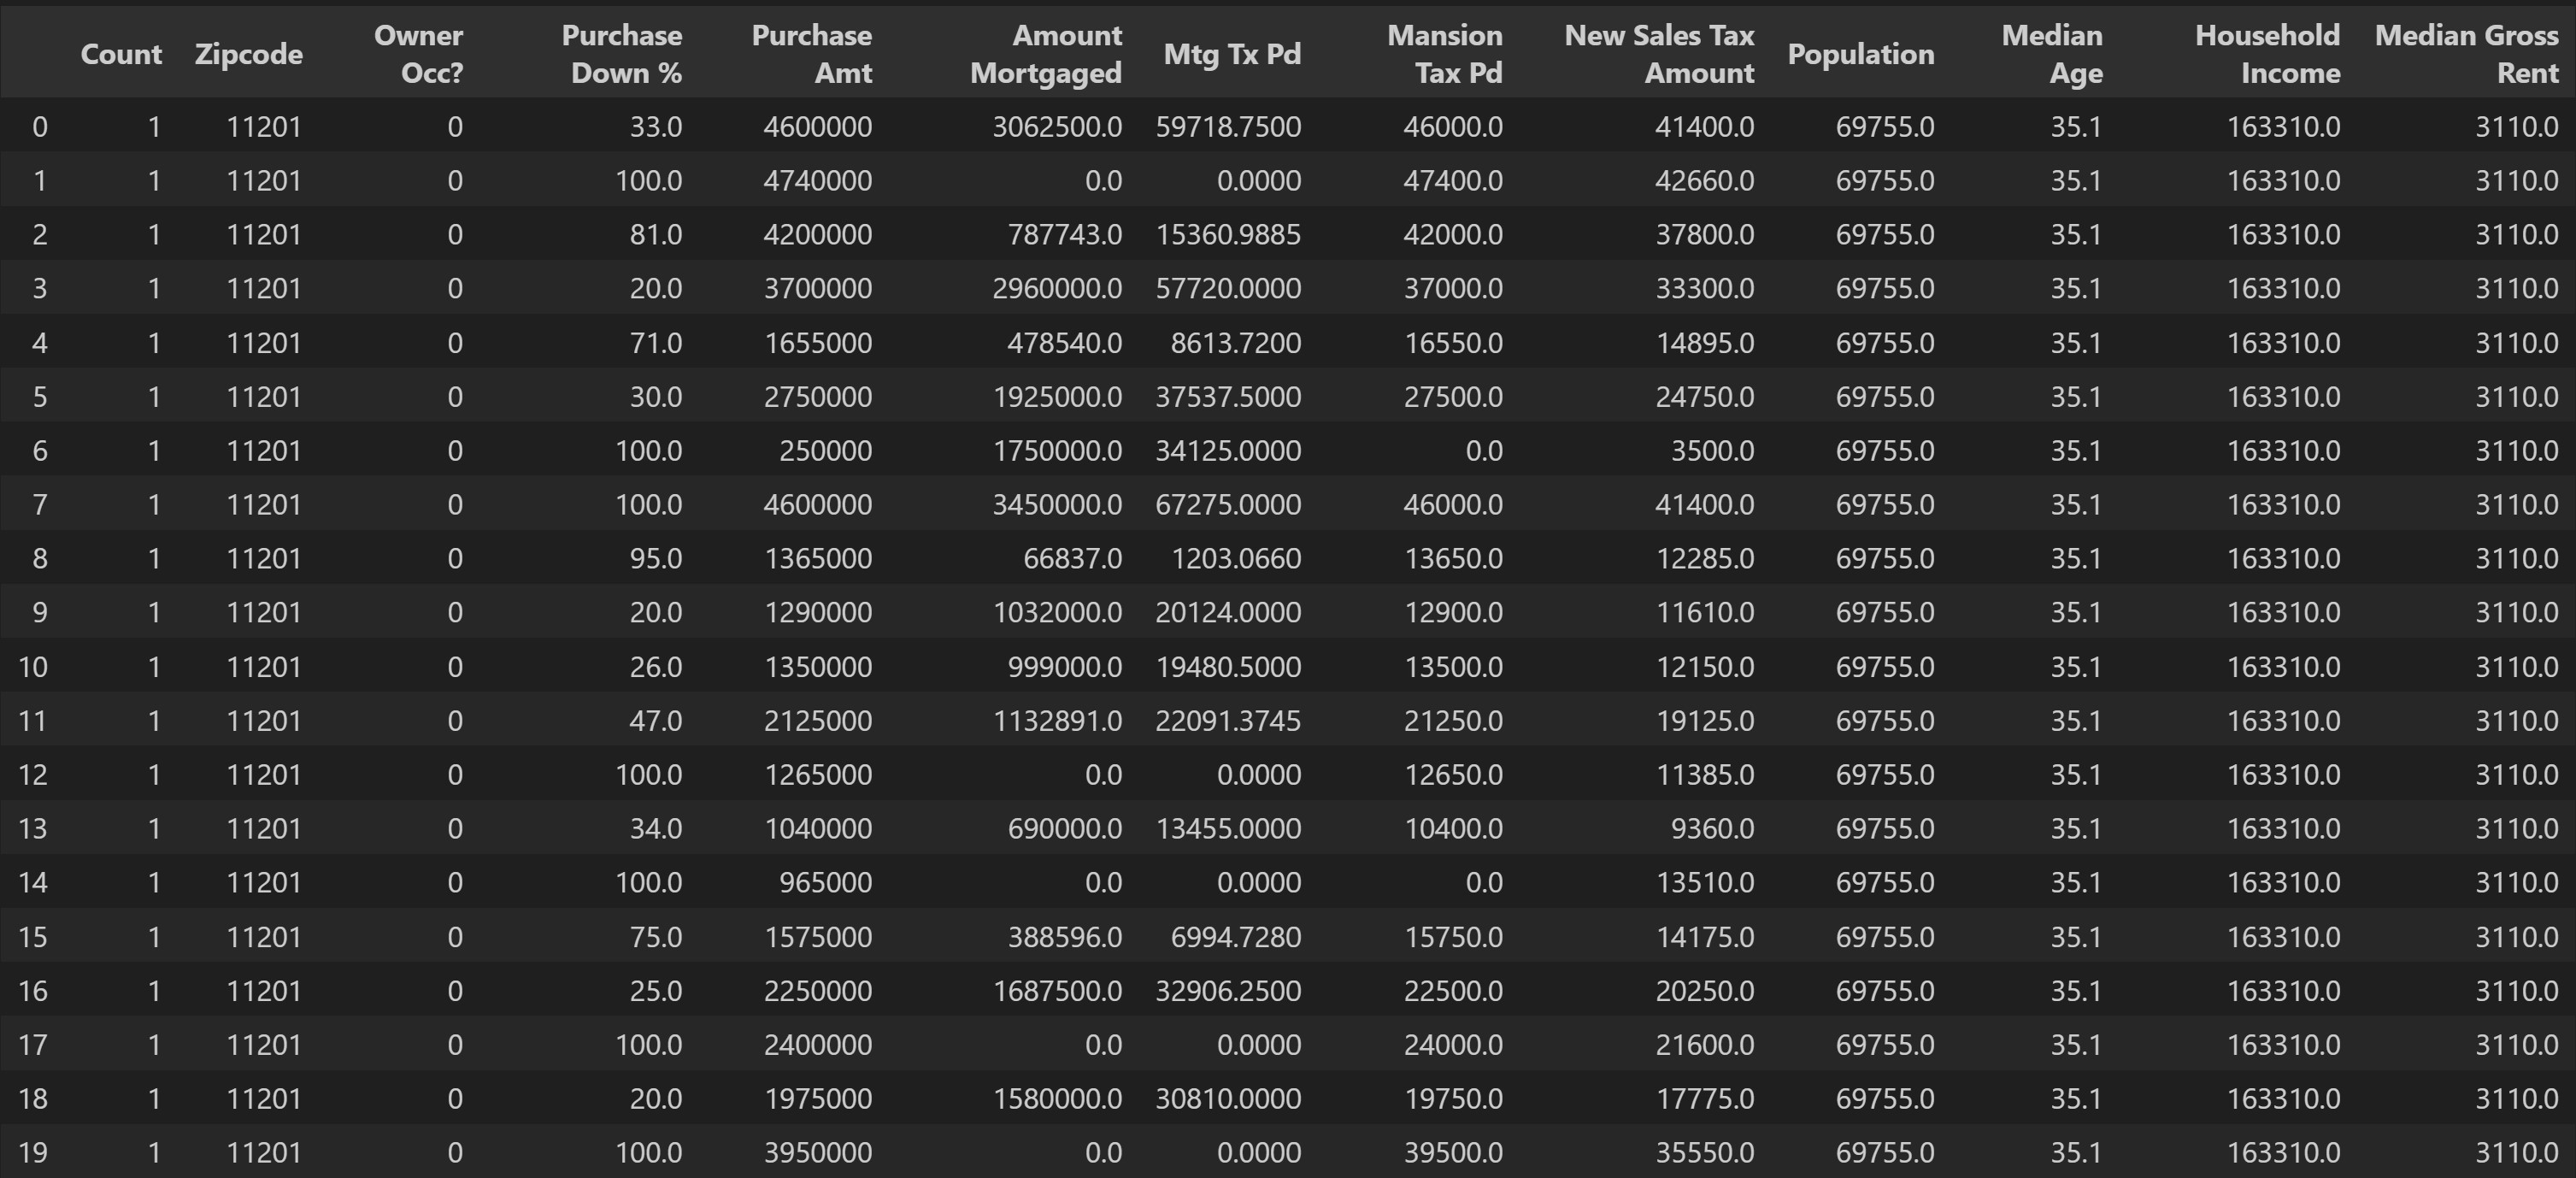 Count Zipcode Owner Occ? Purchase Down % Purchase Amt Amount Mortgaged Mtg Tx Pd Mansion Tax Pd New Sales Tax Amount Population Median Age Household Income Median Gross Rent
0 1 11201 0 33.0 4600000 3062500.0 59718.7500 46000.0 41400.0 69755.0 35.1 163310.0 3110.0
1 1 11201 0 100.0 4740000 0.0 0.0000 47400.0 42660.0 69755.0 35.1 163310.0 3110.0
2 1 11201 0 81.0 4200000 787743.0 15360.9885 42000.0 37800.0 69755.0 35.1 163310.0 3110.0
3 1 11201 0 20.0 3700000 2960000.0 57720.0000 37000.0 33300.0 69755.0 35.1 163310.0 3110.0
4 1 11201 0 71.0 1655000 478540.0 8613.7200 16550.0 14895.0 69755.0 35.1 163310.0 3110.0
5 1 11201 0 30.0 2750000 1925000.0 37537.5000 27500.0 24750.0 69755.0 35.1 163310.0 3110.0
6 1 11201 0 100.0 250000 1750000.0 34125.0000 0.0 3500.0 69755.0 35.1 163310.0 3110.0
7 1 11201 0 100.0 4600000 3450000.0 67275.0000 46000.0 41400.0 69755.0 35.1 163310.0 3110.0
8 1 11201 0 95.0 1365000 66837.0 1203.0660 13650.0 12285.0 69755.0 35.1 163310.0 3110.0
9 1 11201 0 20.0 1290000 1032000.0 20124.0000 12900.0 11610.0 69755.0 35.1 163310.0 3110.0
10 1 11201 0 26.0 1350000 999000.0 19480.5000 13500.0 12150.0 69755.0 35.1 163310.0 3110.0
11 1 11201 0 47.0 2125000 1132891.0 22091.3745 21250.0 19125.0 69755.0 35.1 163310.0 3110.0
12 1 11201 0 100.0 1265000 0.0 0.0000 12650.0 11385.0 69755.0 35.1 163310.0 3110.0
13 1 11201 0 34.0 1040000 690000.0 13455.0000 10400.0 9360.0 69755.0 35.1 163310.0 3110.0
14 1 11201 0 100.0 965000 0.0 0.0000 0.0 13510.0 69755.0 35.1 163310.0 3110.0
15 1 11201 0 75.0 1575000 388596.0 6994.7280 15750.0 14175.0 69755.0 35.1 163310.0 3110.0
16 1 11201 0 25.0 2250000 1687500.0 32906.2500 22500.0 20250.0 69755.0 35.1 163310.0 3110.0
17 1 11201 0 100.0 2400000 0.0 0.0000 24000.0 21600.0 69755.0 35.1 163310.0 3110.0
18 1 11201 0 20.0 1975000 1580000.0 30810.0000 19750.0 17775.0 69755.0 35.1 163310.0 3110.0
19 1 11201 0 100.0 3950000 0.0 0.0000 39500.0 35550.0 69755.0 35.1 163310.0 3110.0